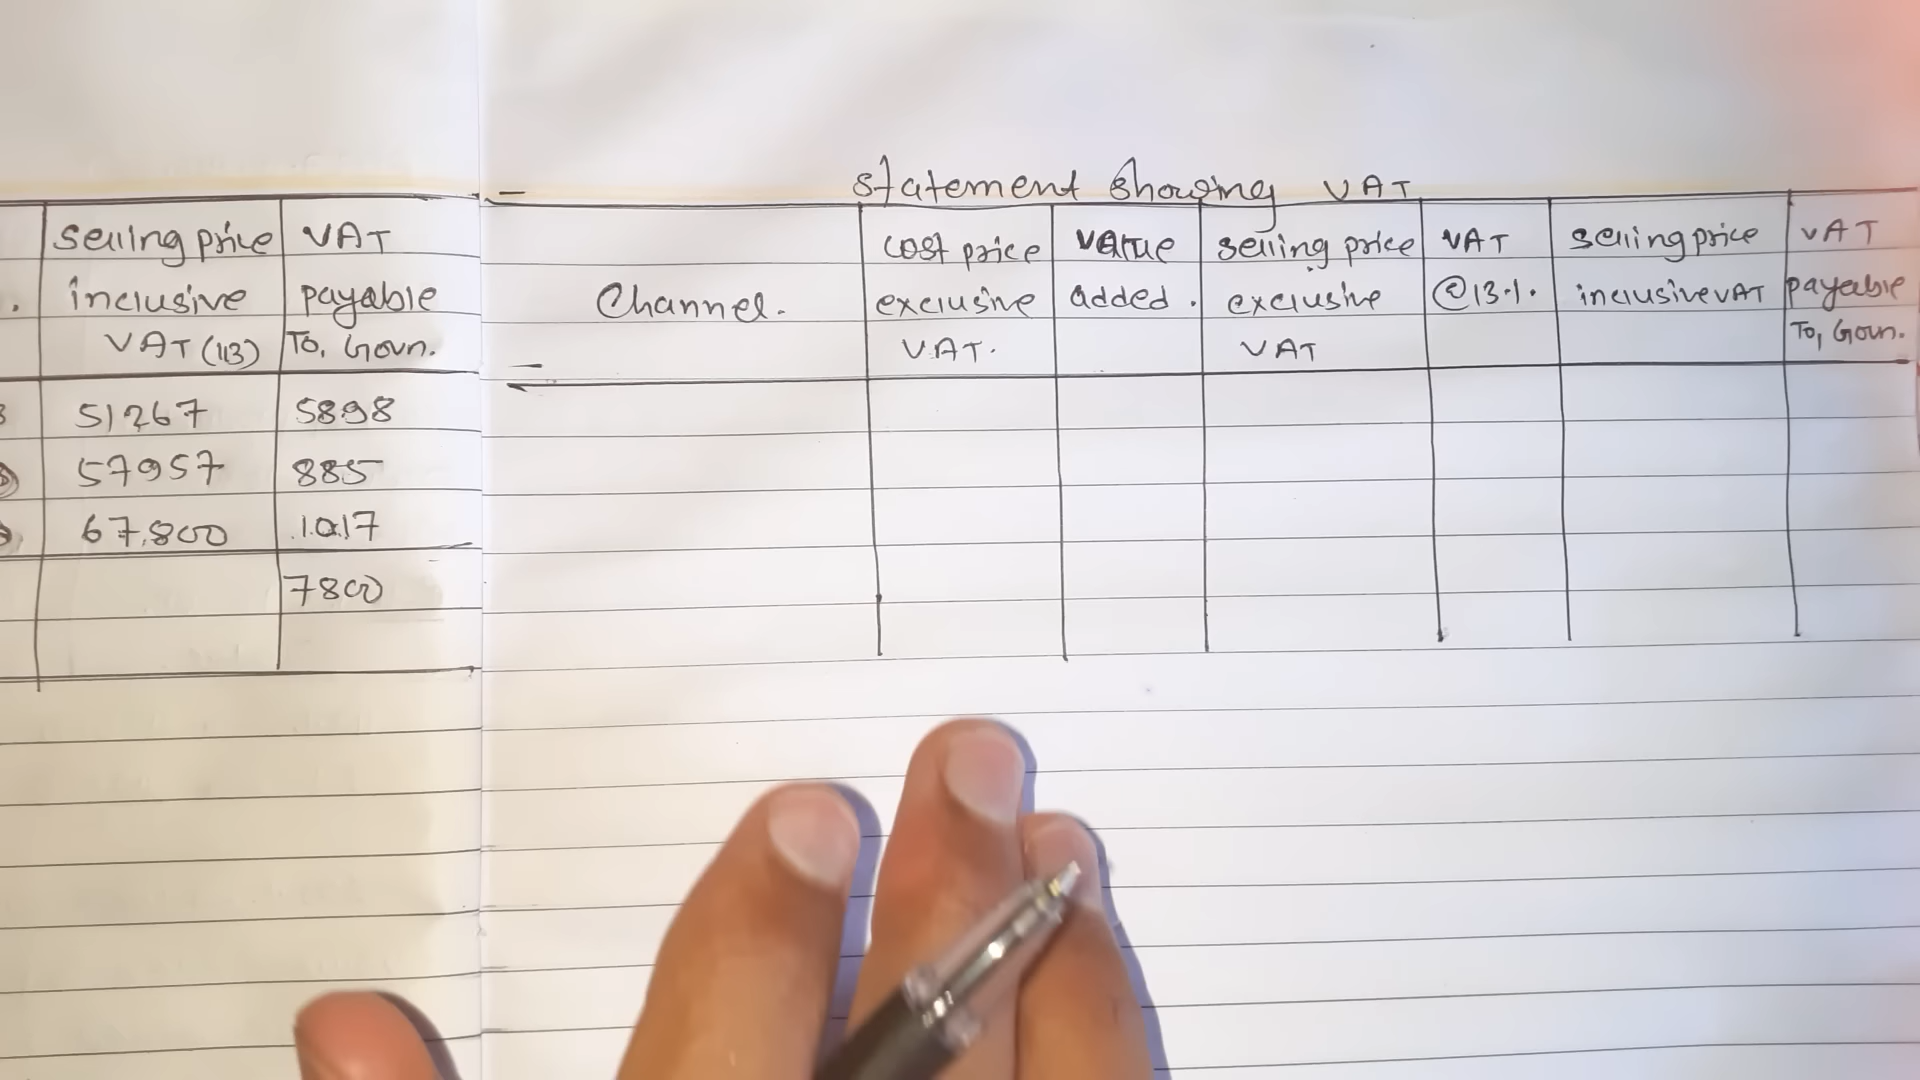 selling price VAT
inclusive payable
VAT (113) To, Govn.
51267 5898
57957 885
67,800 1017
7800
statement showing VAT
cost price value selling price VAT selling price VAT
Channel. exclusive added. exclusive @13%. inclusive VAT payable
VAT. VAT To, Govn.